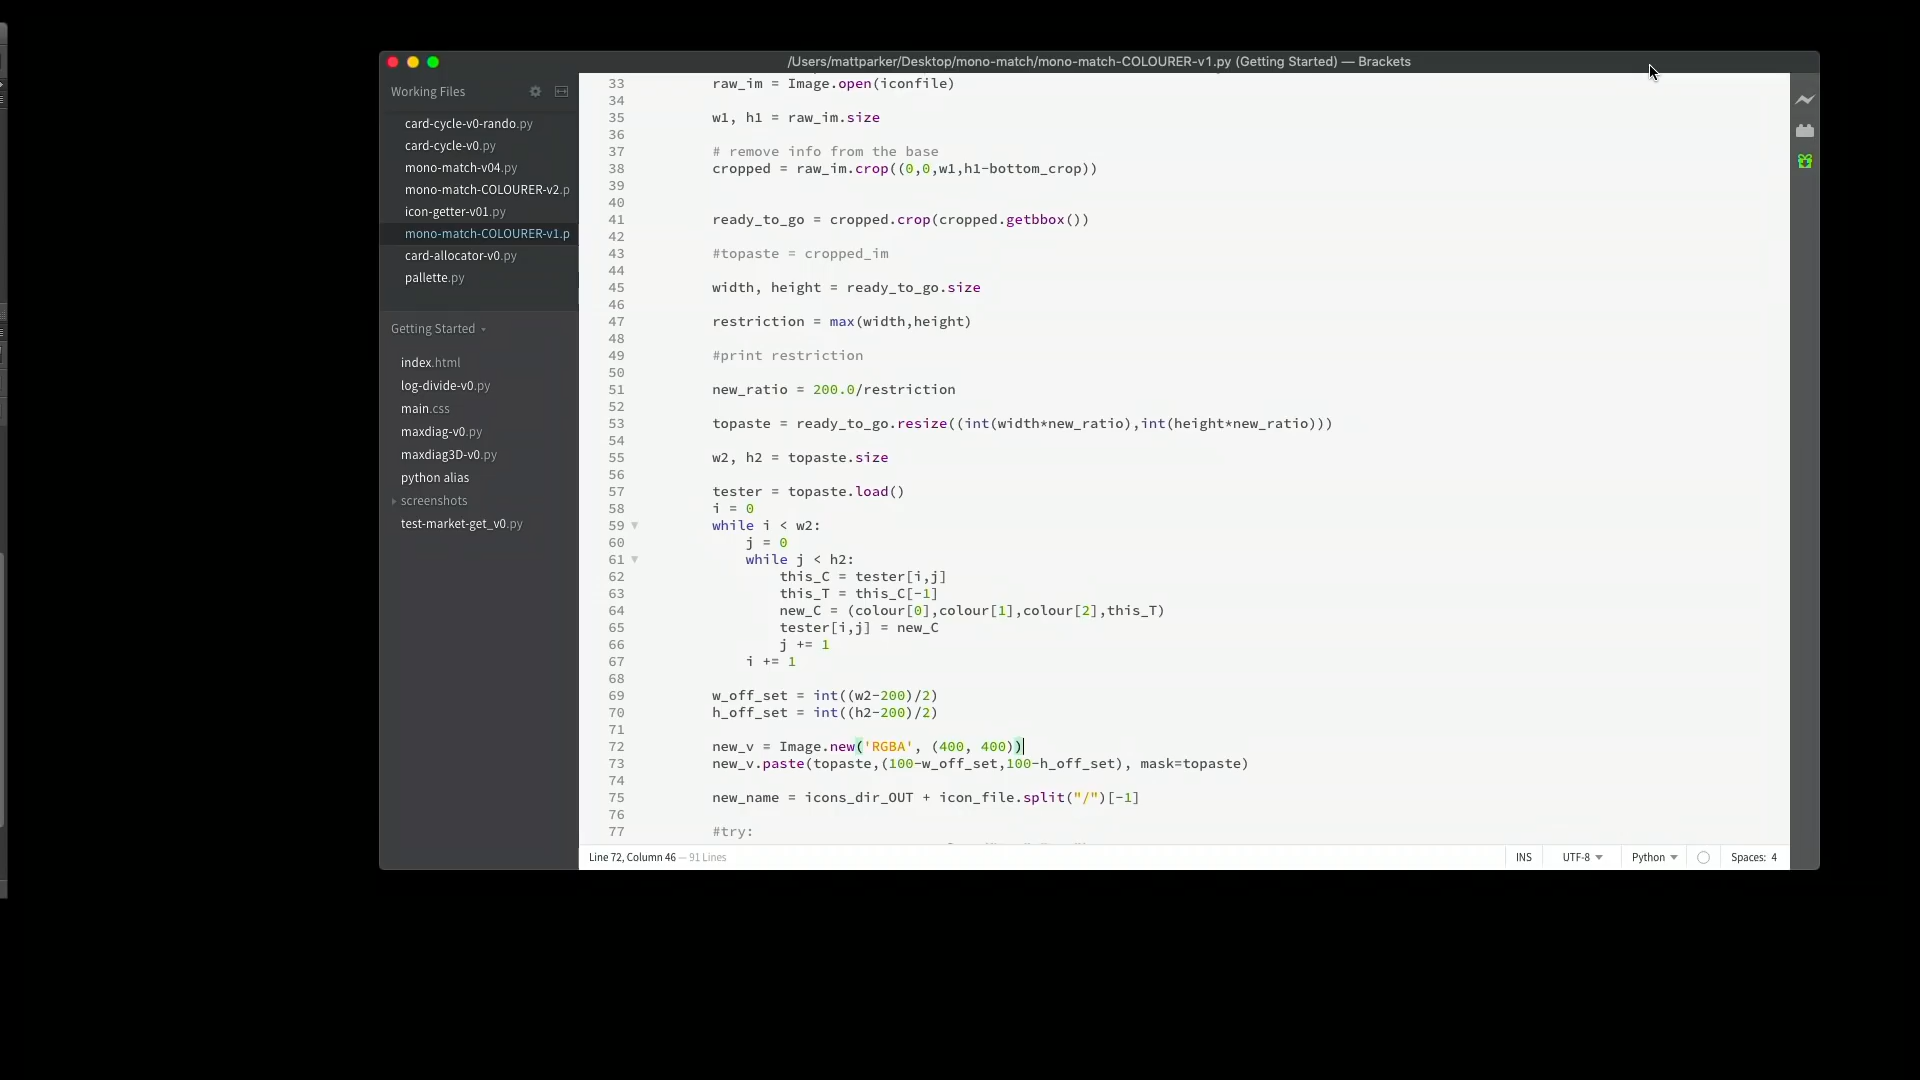 /Users/mattparker/Desktop/mono-match/mono-match-COLOURER-v1.py (Getting Started) — Brackets
Working Files
card-cycle-v0-rando.py
card-cycle-v0.py
mono-match-v04.py
mono-match-COLOURER-v2.p
icon-getter-v01.py
mono-match-COLOURER-v1.p
card-allocator-v0.py
pallette.py
Getting Started
index.html
log-divide-v0.py
main.css
maxdiag-v0.py
maxdiag3D-v0.py
python alias
screenshots
test-market-get_v0.py
33 raw_im = Image.open(iconfile)
34
35 w1, h1 = raw_im.size
36
37 # remove info from the base
38 cropped = raw_im.crop((0,0,w1,h1-bottom_crop))
39
40
41 ready_to_go = cropped.crop(cropped.getbbox())
42
43 #topaste = cropped_im
44
45 width, height = ready_to_go.size
46
47 restriction = max(width,height)
48
49 #print restriction
50
51 new_ratio = 200.0/restriction
52
53 topaste = ready_to_go.resize((int(width*new_ratio),int(height*new_ratio)))
54
55 w2, h2 = topaste.size
56
57 tester = topaste.load()
58 i = 0
59 while i < w2:
60 j = 0
61 while j < h2:
62 this_C = tester[i,j]
63 this_T = this_C[-1]
64 new_C = (colour[0],colour[1],colour[2],this_T)
65 tester[i,j] = new_C
66 j += 1
67 i += 1
68
69 w_off_set = int((w2-200)/2)
70 h_off_set = int((h2-200)/2)
71
72 new_v = Image.new('RGBA', (400, 400))
73 new_v.paste(topaste,(100-w_off_set,100-h_off_set), mask=topaste)
74
75 new_name = icons_dir_OUT + icon_file.split("/")[-1]
76
77 #try:
Line 72, Column 46 — 91 Lines
INS UTF-8 Python Spaces: 4